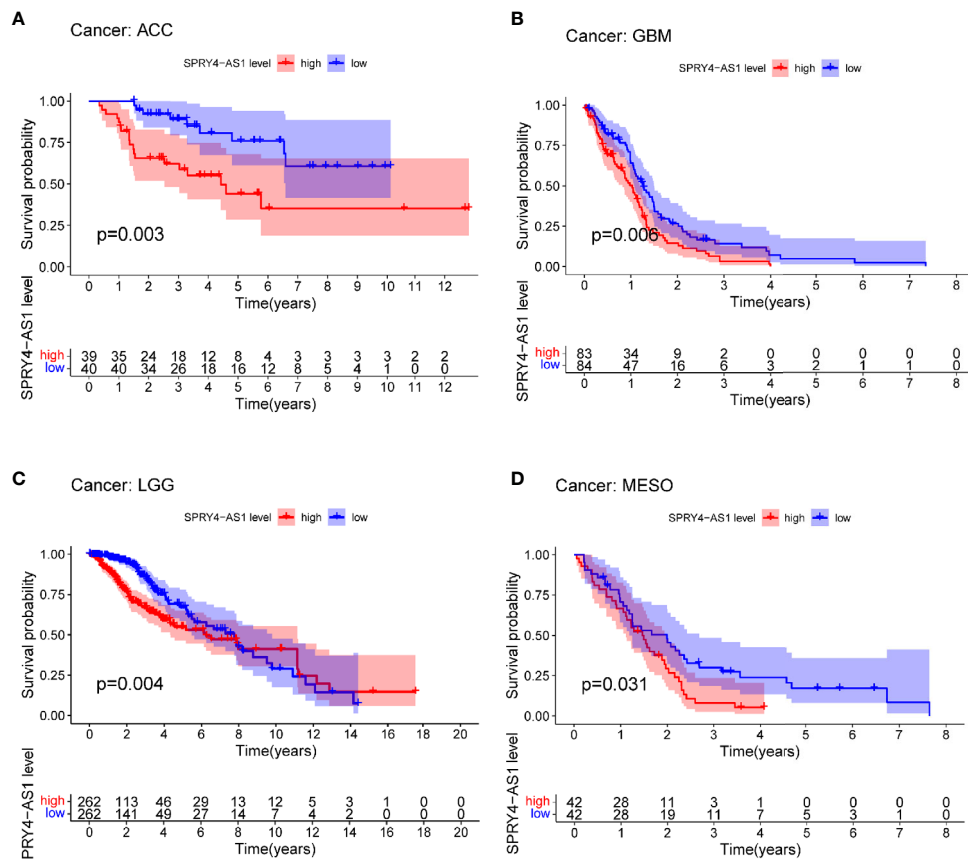 A
Cancer: ACC
SPRY4−AS1 level high low
Survival probability
1.00
0.75
0.50
0.25
0.00
p=0.003
0 1 2 3 4 5 6 7 8 9 10 11 12
Time(years)
SPRY4−AS1 level
high 39 35 24 18 12 8 4 3 3 3 3 2 2
low 40 40 34 26 18 16 12 8 5 4 1 0 0
0 1 2 3 4 5 6 7 8 9 10 11 12
Time(years)
B
Cancer: GBM
SPRY4−AS1 level high low
Survival probability
1.00
0.75
0.50
0.25
0.00
p=0.006
0 1 2 3 4 5 6 7 8
Time(years)
SPRY4−AS1 level
high 83 34 9 2 0 0 0 0 0
low 84 47 16 6 3 2 1 1 0
0 1 2 3 4 5 6 7 8
Time(years)
C
Cancer: LGG
SPRY4−AS1 level high low
Survival probability
1.00
0.75
0.50
0.25
0.00
p=0.004
0 2 4 6 8 10 12 14 16 18 20
Time(years)
PRY4−AS1 level
high 262 113 46 29 13 12 5 3 1 0 0
low 262 141 49 27 14 7 4 2 0 0 0
0 2 4 6 8 10 12 14 16 18 20
Time(years)
D
Cancer: MESO
SPRY4−AS1 level high low
Survival probability
1.00
0.75
0.50
0.25
0.00
p=0.031
0 1 2 3 4 5 6 7 8
Time(years)
SPRY4−AS1 level
high 42 28 11 3 1 0 0 0 0
low 42 28 19 11 7 5 3 1 0
0 1 2 3 4 5 6 7 8
Time(years)